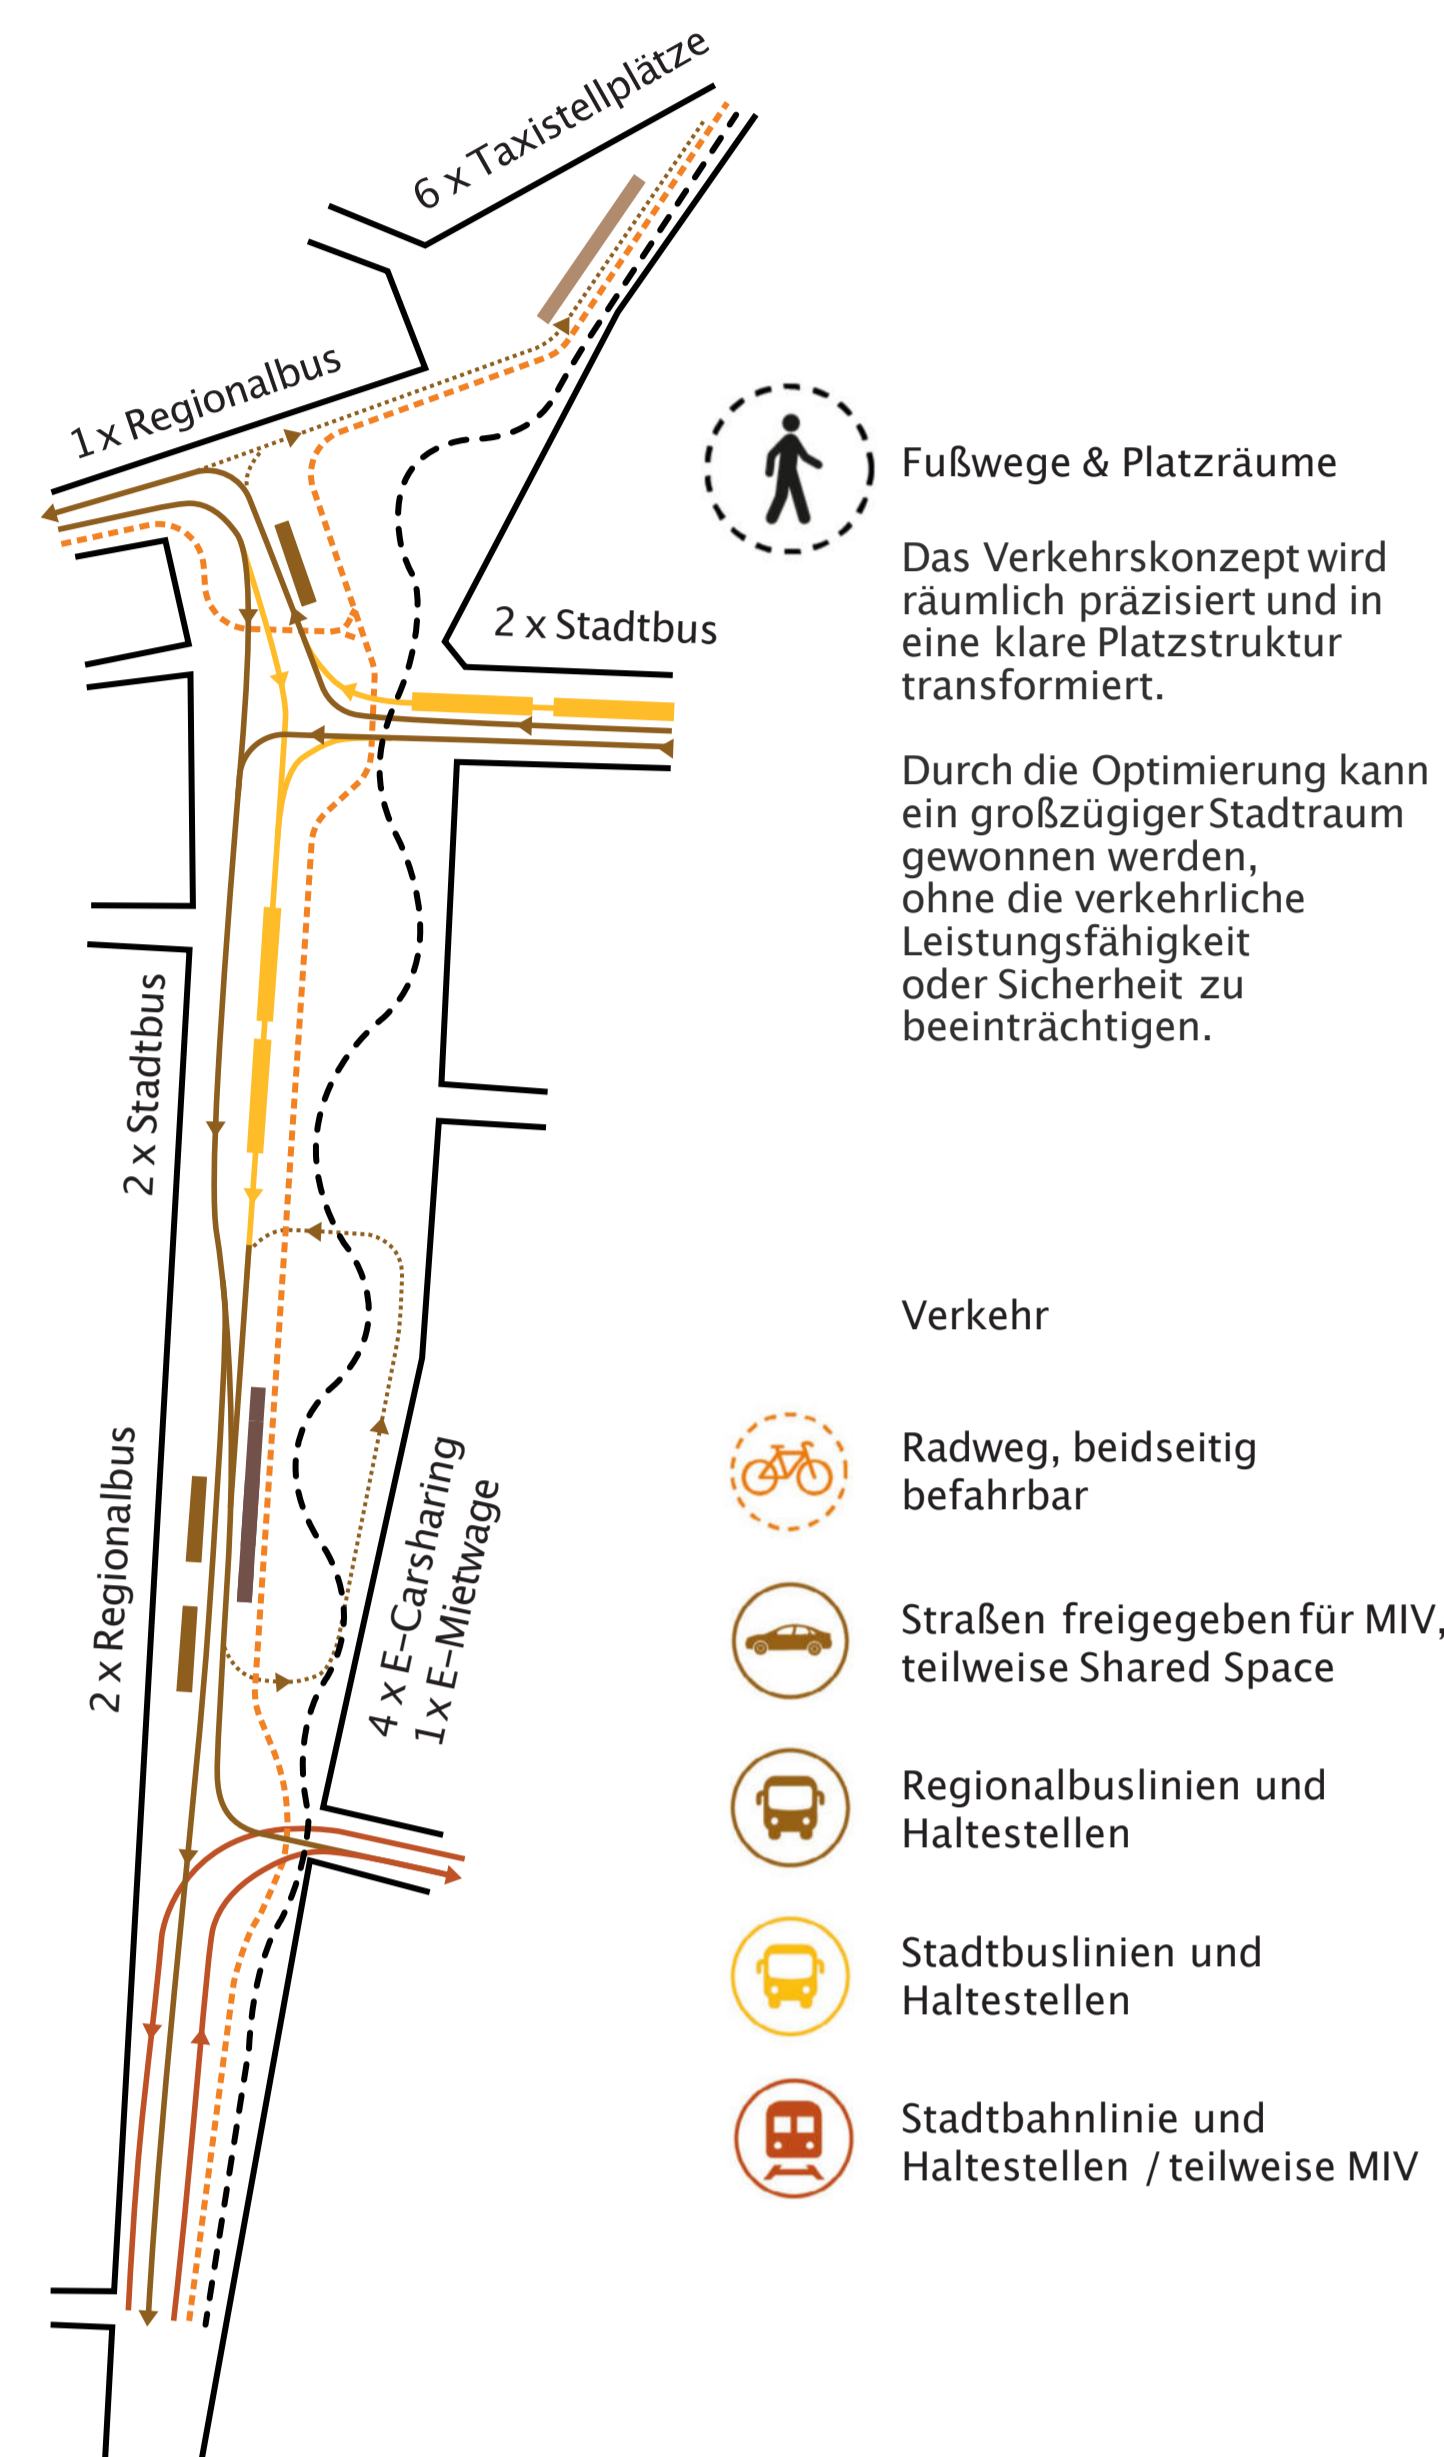 6 x Taxistellplätze
1x Regionalbus
2 x Stadtbus
2 x Stadtbus
2 x Regionalbus
4 x E-Carsharing
1x E-Mietwage
Fußwege & Platzräume
Das Verkehrskonzept wird
räumlich präzisiert und in
eine klare Platzstruktur
transformiert.
Durch die Optimierung kann
ein großzügiger Stadtraum
gewonnen werden,
ohne die verkehrliche
Leistungsfähigkeit
oder Sicherheit zu
beeinträchtigen.
Verkehr
Radweg, beidseitig
befahrbar
Straßen freigegeben für MIV,
teilweise Shared Space
Regionalbuslinien und
Haltestellen
Stadtbuslinien und
Haltestellen
Stadtbahnlinie und
Haltestellen / teilweise MIV